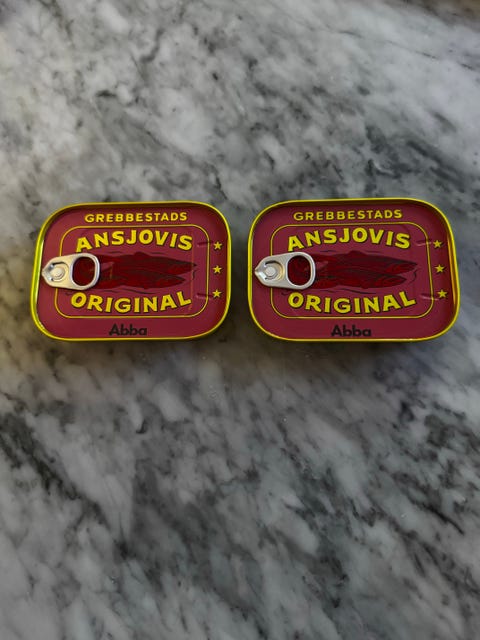 GREBBESTADS
ANSJOVIS
ORIGINAL
Abba
GREBBESTADS
ANSJOVIS
ORIGINAL
Abba